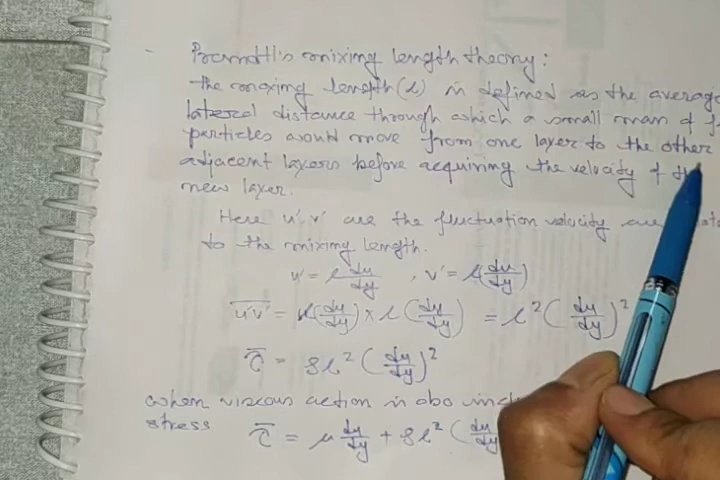 - Prandtl's mixing length theory:
The mixing length (l) is defined as the average
lateral distance through which a small mass of
particles would move from one layer to the other
adjacent layers before acquiring the velocity of
new layer.
Here u'v' are the fluctuation velocity are
to the mixing length.
u' = l du/dy , v' = l(du/dy)
u'v' = l(du/dy) × l(du/dy) = l² (du/dy)²
τ̄ = ρl² (du/dy)²
when viscous action is also
stress τ̄ = μ du/dy + ρl² (du/dy